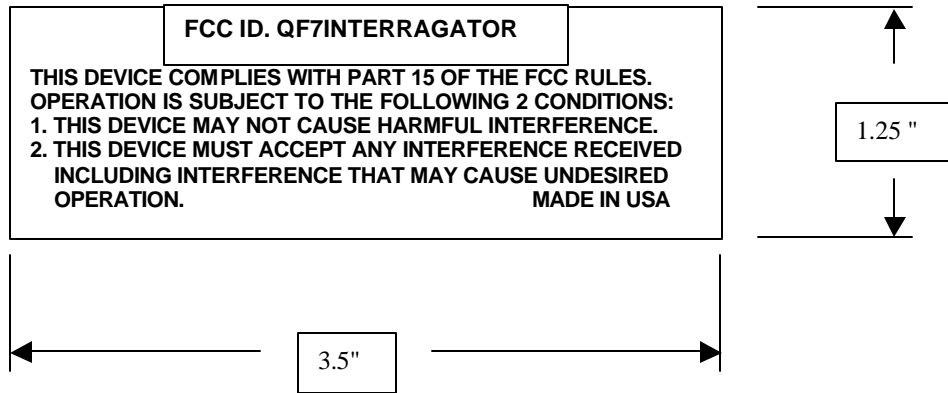 FCC ID. QF7INTERRAGATOR
THIS DEVICE COMPLIES WITH PART 15 OF THE FCC RULES.
OPERATION IS SUBJECT TO THE FOLLOWING 2 CONDITIONS:
1. THIS DEVICE MAY NOT CAUSE HARMFUL INTERFERENCE.
2. THIS DEVICE MUST ACCEPT ANY INTERFERENCE RECEIVED
INCLUDING INTERFERENCE THAT MAY CAUSE UNDESIRED
OPERATION. MADE IN USA
1.25 "
3.5"